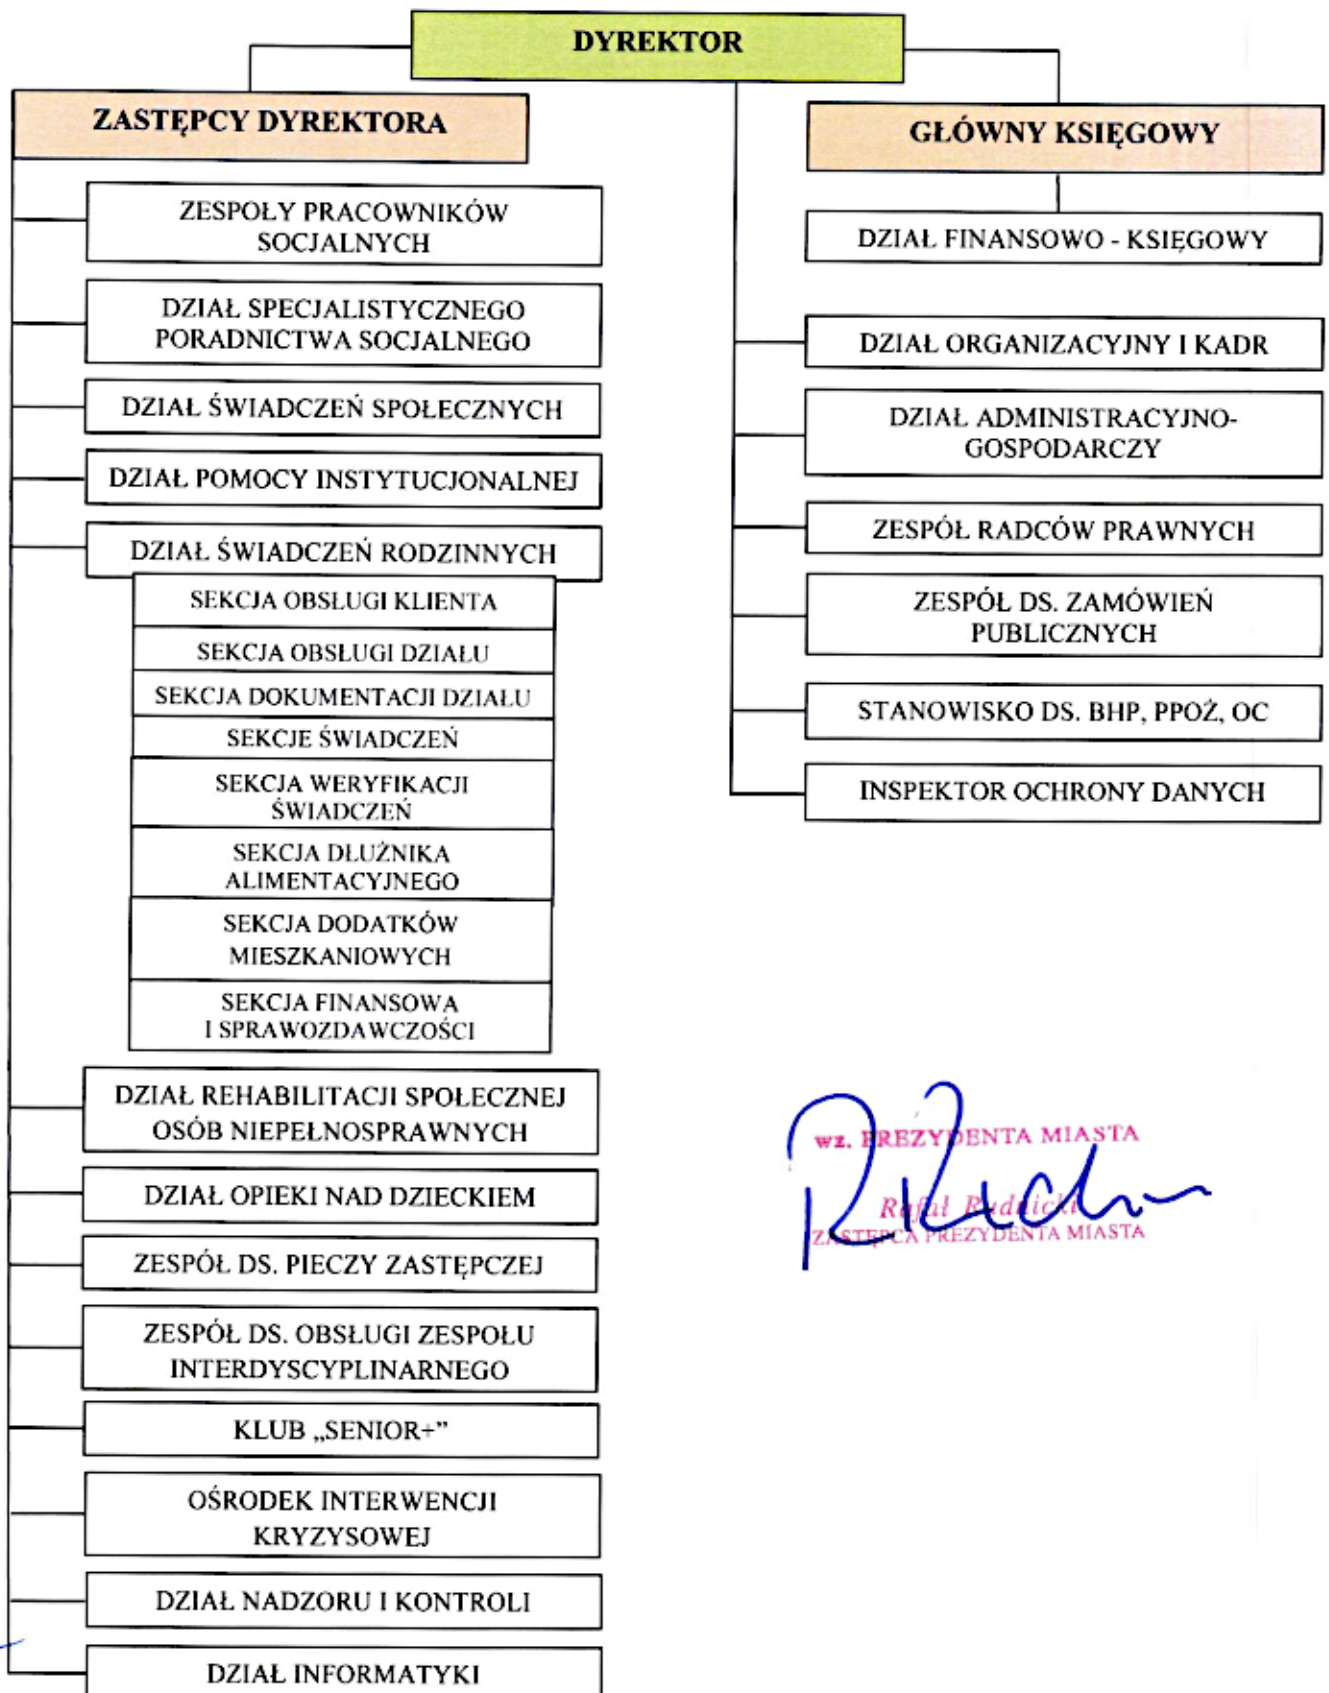 DYREKTOR
ZASTĘPCY DYREKTORA
ZESPOŁY PRACOWNIKÓW
SOCJALNYCH
DZIAŁ SPECJALISTYCZNEGO
PORADNICTWA SOCJALNEGO
DZIAŁ ŚWIADCZEŃ SPOŁECZNYCH
DZIAŁ POMOCY INSTYTUCJONALNEJ
DZIAŁ ŚWIADCZEŃ RODZINNYCH
SEKCJA OBSŁUGI KLIENTA
SEKCJA OBSŁUGI DZIAŁU
SEKCJA DOKUMENTACJI DZIAŁU
SEKCJE ŚWIADCZEŃ
SEKCJA WERYFIKACJI
ŚWIADCZEŃ
SEKCJA DŁUŻNIKA
ALIMENTACYJNEGO
SEKCJA DODATKÓW
MIESZKANIOWYCH
SEKCJA FINANSOWA
I SPRAWOZDAWCZOŚCI
DZIAŁ REHABILITACJI SPOŁECZNEJ
OSÓB NIEPEŁNOSPRAWNYCH
DZIAŁ OPIEKI NAD DZIECKIEM
ZESPÓŁ DS. PIECZY ZASTĘPCZEJ
ZESPÓŁ DS. OBSŁUGI ZESPOŁU
INTERDYSCYPLINARNEGO
KLUB „SENIOR+”
OŚRODEK INTERWENCJI
KRYZYSOWEJ
DZIAŁ NADZORU I KONTROLI
DZIAŁ INFORMATYKI
GŁÓWNY KSIĘGOWY
DZIAŁ FINANSOWO - KSIĘGOWY
DZIAŁ ORGANIZACYJNY I KADR
DZIAŁ ADMINISTRACYJNO-
GOSPODARCZY
ZESPÓŁ RADCÓW PRAWNYCH
ZESPÓŁ DS. ZAMÓWIEŃ
PUBLICZNYCH
STANOWISKO DS. BHP, PPOŻ, OC
INSPEKTOR OCHRONY DANYCH
wz. PREZYDENTA MIASTA
Rafał Rudnicki
ZASTĘPCA PREZYDENTA MIASTA